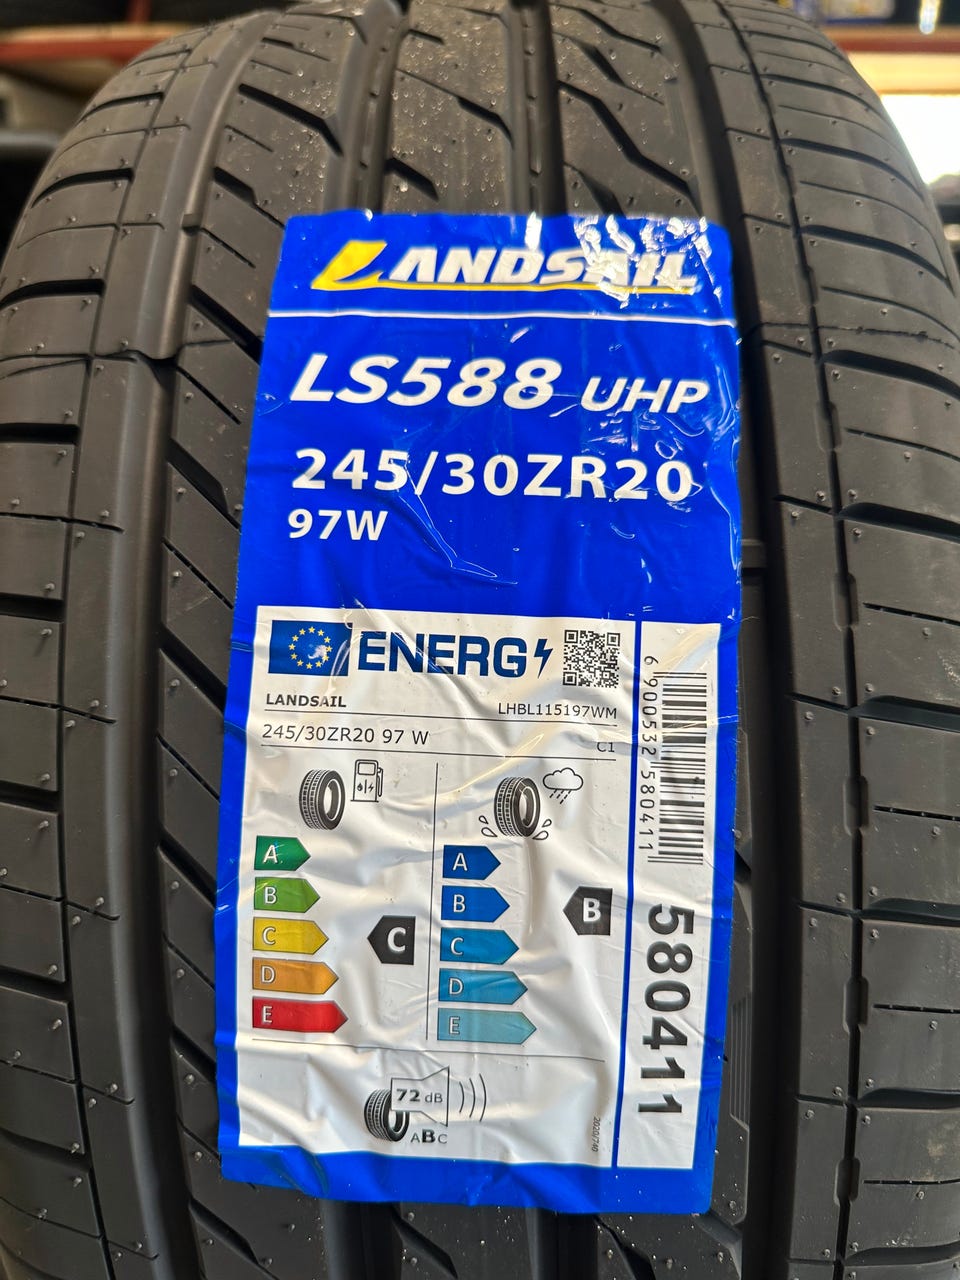 LANDSAIL
LS588 UHP
245/30ZR20
97W
ENERG
LANDSAIL
LHBL115197WM
245/30ZR20 97 W
C1
A
B
C
D
E
C
A
B
C
D
E
B
72 dB
ABC
2020/740
6 900532 580411
580411